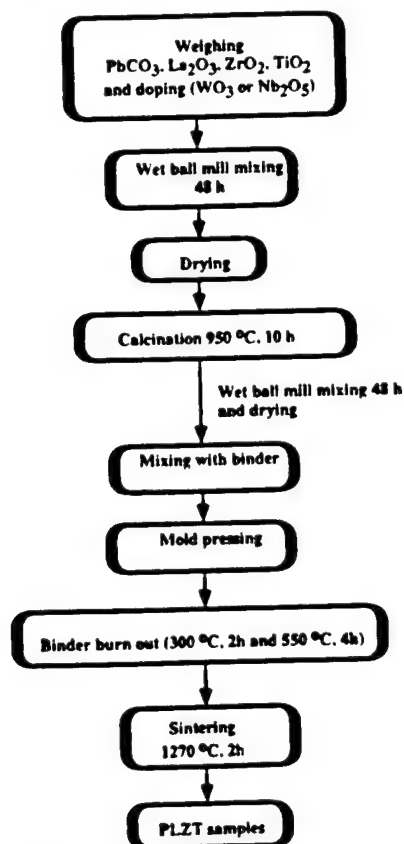 Weighing
PbCO₃, La₂O₃, ZrO₂, TiO₂
and doping (WO₃ or Nb₂O₅)
Wet ball mill mixing
48 h
Drying
Calcination 950 °C, 10 h
Wet ball mill mixing 48 h
and drying
Mixing with binder
Mold pressing
Binder burn out (300 °C, 2h and 550 °C, 4h)
Sintering
1270 °C, 2h
PLZT samples